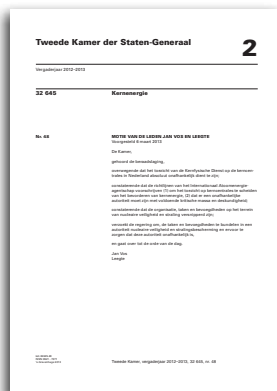 Tweede Kamer der Staten-Generaal
2
Vergaderjaar 2012–2013
32 645
Kernenergie
Nr. 48
MOTIE VAN DE LEDEN JAN VOS EN LEEGTE
Voorgesteld 6 maart 2013
De Kamer,
gehoord de beraadslaging,
overwegende dat het toezicht van de Kernfysische Dienst op de kerncen-
trales in Nederland absoluut onafhankelijk dient te zijn;
constaterende dat de richtlijnen van het Internationaal Atoomenergie-
agentschap voorschrijven (1) om het toezicht op kerncentrales te scheiden
van het bevorderen van kernenergie, (2) dat er een onafhankelijke
autoriteit moet zijn met voldoende kritische massa en deskundigheid;
constaterende dat de organisatie, taken en bevoegdheden op het terrein
van nucleaire veiligheid en straling versnipperd zijn;
verzoekt de regering om, de taken en bevoegdheden te bundelen in een
autoriteit nucleaire veiligheid en stralingsbescherming en ervoor te
zorgen dat deze autoriteit onafhankelijk is,
en gaat over tot de orde van de dag.
Jan Vos
Leegte
Tweede Kamer, vergaderjaar 2012–2013, 32 645, nr. 48